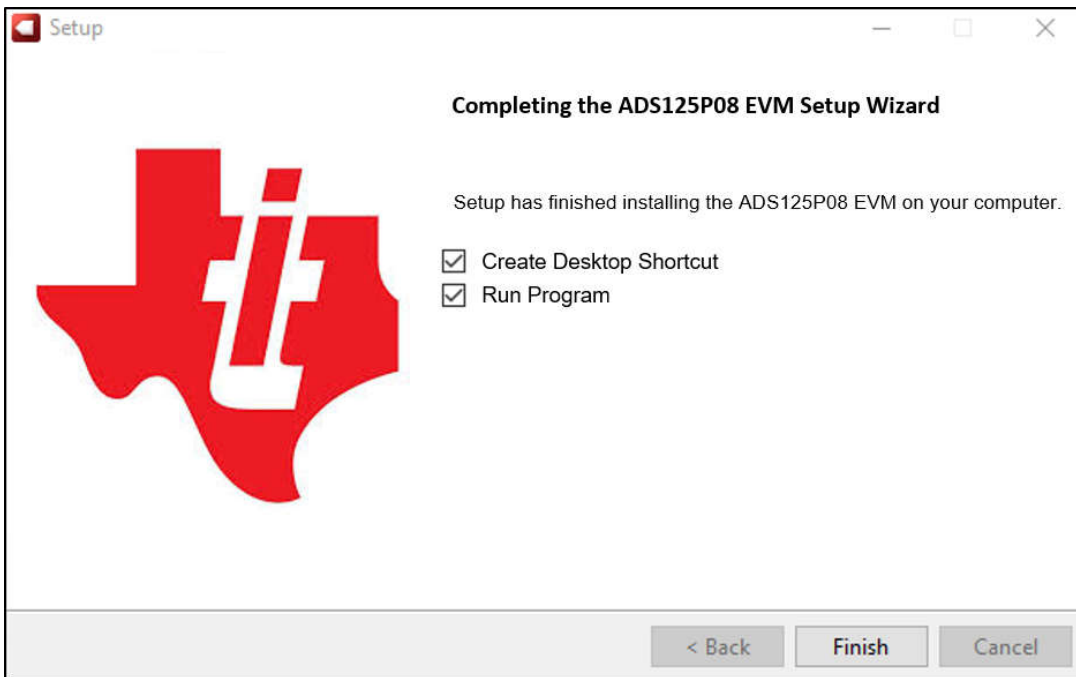 Setup
Completing the ADS125P08 EVM Setup Wizard
Setup has finished installing the ADS125P08 EVM on your computer.
Create Desktop Shortcut
Run Program
< Back Finish Cancel